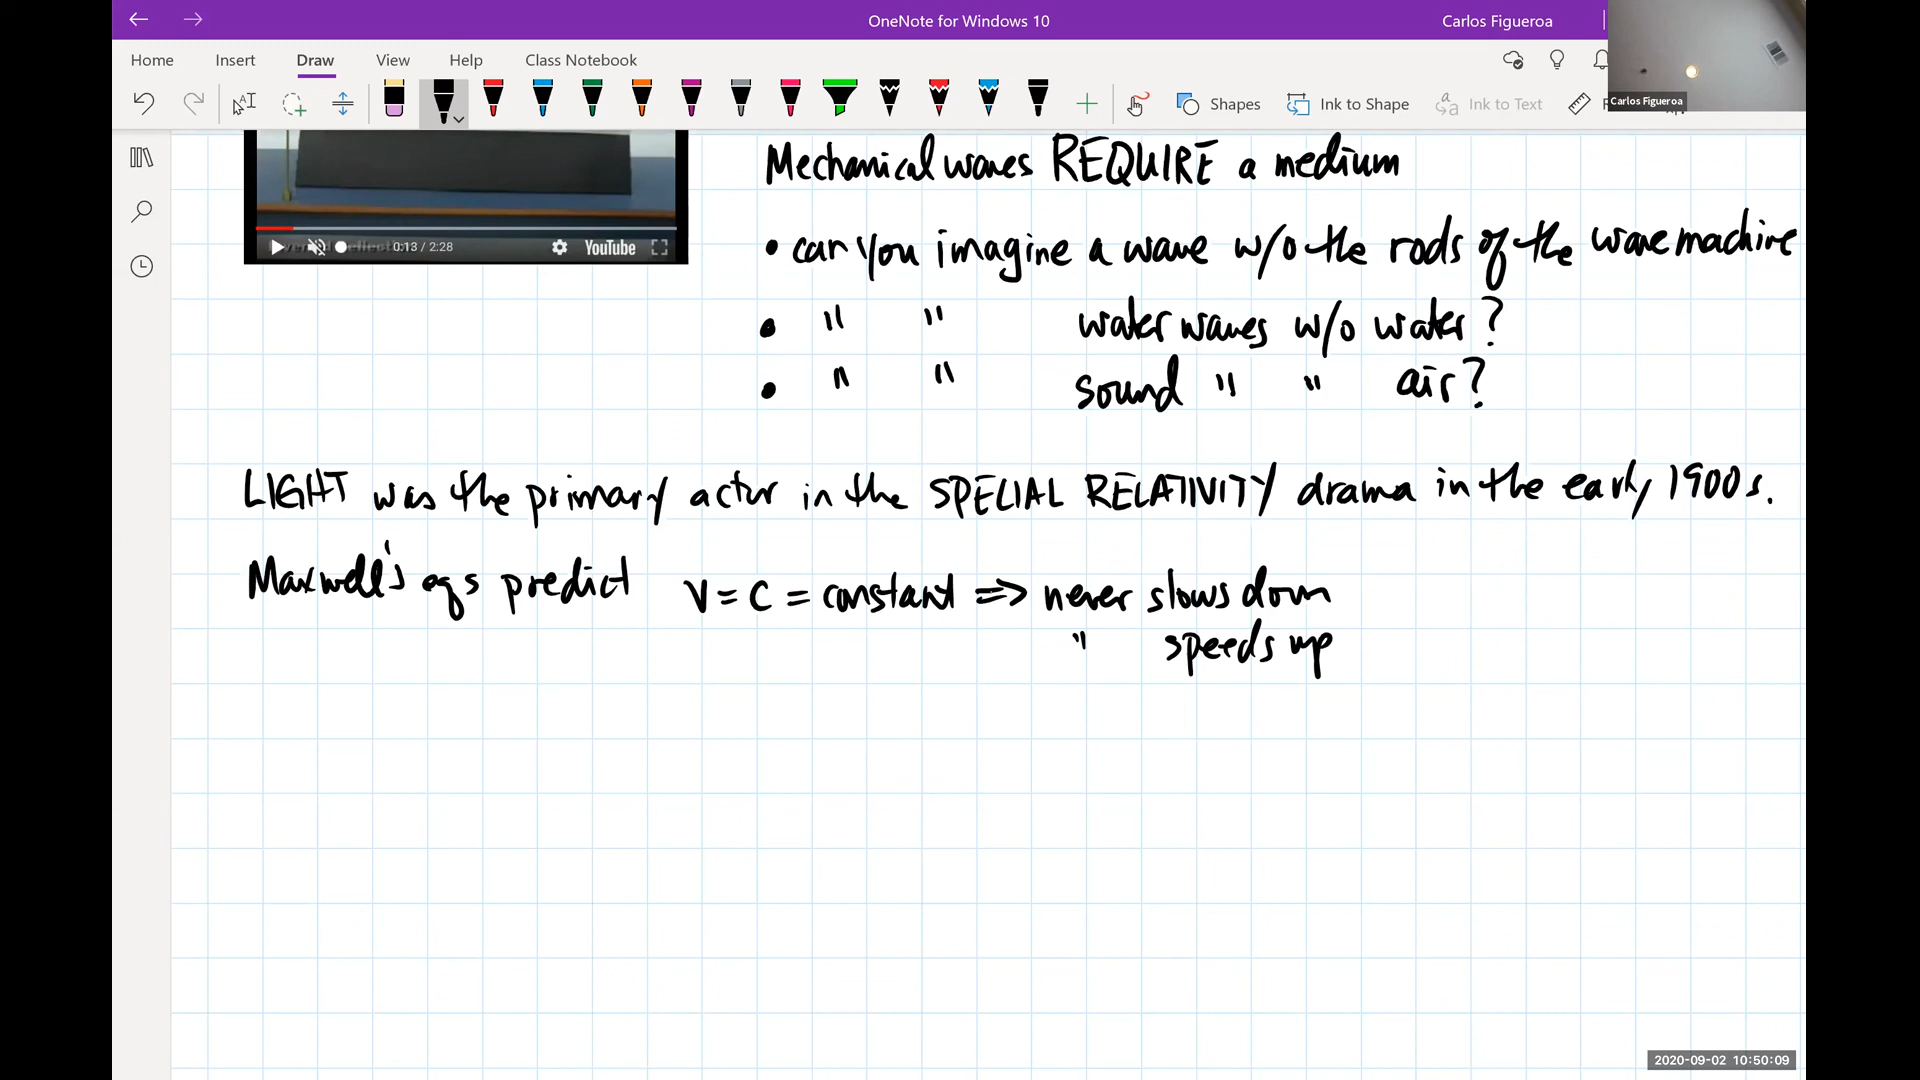 OneNote for Windows 10
Carlos Figueroa
Home Insert Draw View Help Class Notebook
Shapes Ink to Shape Ink to Text
Carlos Figueroa
Mechanical waves REQUIRE a medium
• can you imagine a wave w/o the rods of the wave machine
• " " water waves w/o water?
• " " sound " " air?
0:13 / 2:28 YouTube
LIGHT was the primary actor in the SPECIAL RELATIVITY drama in the early 1900s.
Maxwell's eqs predict v = c = constant => never slows down
" speeds up
2020-09-02 10:50:09